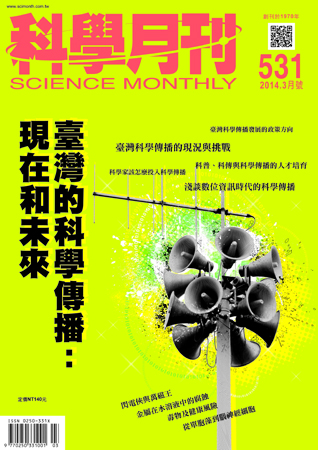 www.scimonth.com.tw
創刊於1970年
科學月刊
SCIENCE MONTHLY
531
2014.3月號
臺灣科學傳播發展的政策方向
臺灣科學傳播的現況與挑戰
科普、科傳與科學傳播的人才培育
科學家該怎麼投入科學傳播
淺談數位資訊時代的科學傳播
臺灣的科學傳播：
現在和未來
定價NT140元
閃電俠與萬磁王
金屬在水溶液中的腐蝕
毒物及健康風險
從單胞藻到腦神經細胞
ISSN 0250-331X
9 770250 331001 03